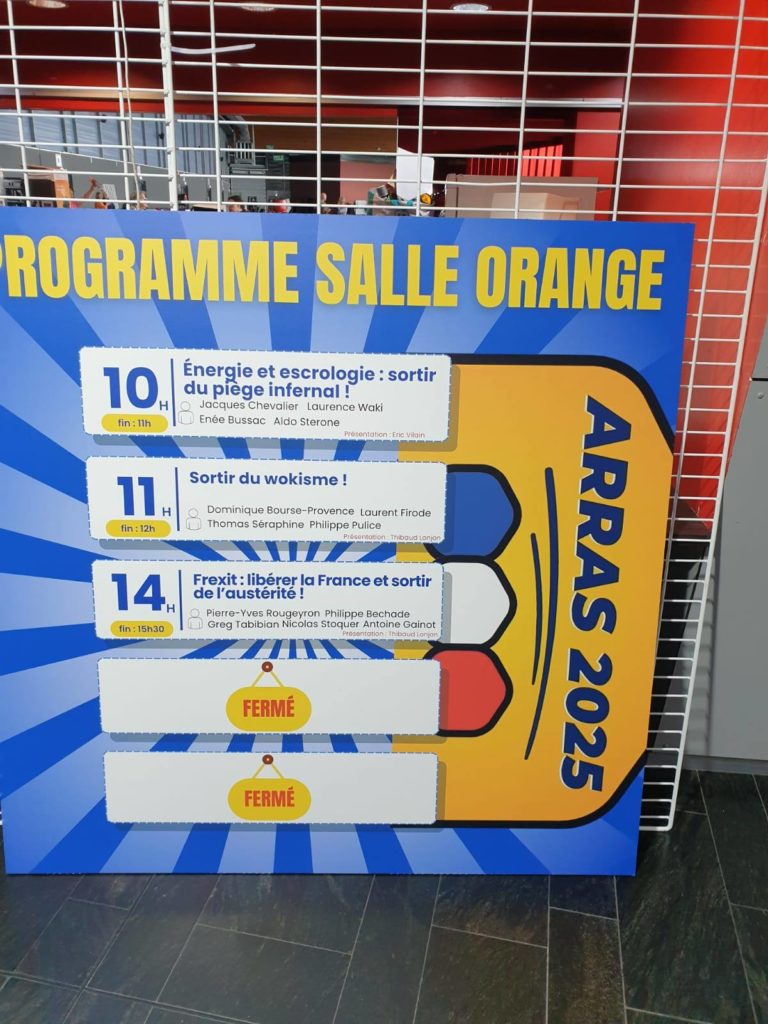 PROGRAMME SALLE ORANGE
10H
fin : 11h
Énergie et escrologie : sortir
du piège infernal !
Jacques Chevalier Laurence Waki
Enée Bussac Aldo Sterone
Présentation : Eric Vilain
11H
fin : 12h
Sortir du wokisme !
Dominique Bourse-Provence Laurent Firode
Thomas Séraphine Philippe Pulice
Présentation : Thibaud Lonjon
14H
fin : 15h30
Frexit : libérer la France et sortir
de l'austérité !
Pierre-Yves Rougeyron Philippe Bechade
Greg Tabibian Nicolas Stoquer Antoine Gainot
Présentation : Thibaud Lonjon
FERMÉ
FERMÉ
ARRAS 2025